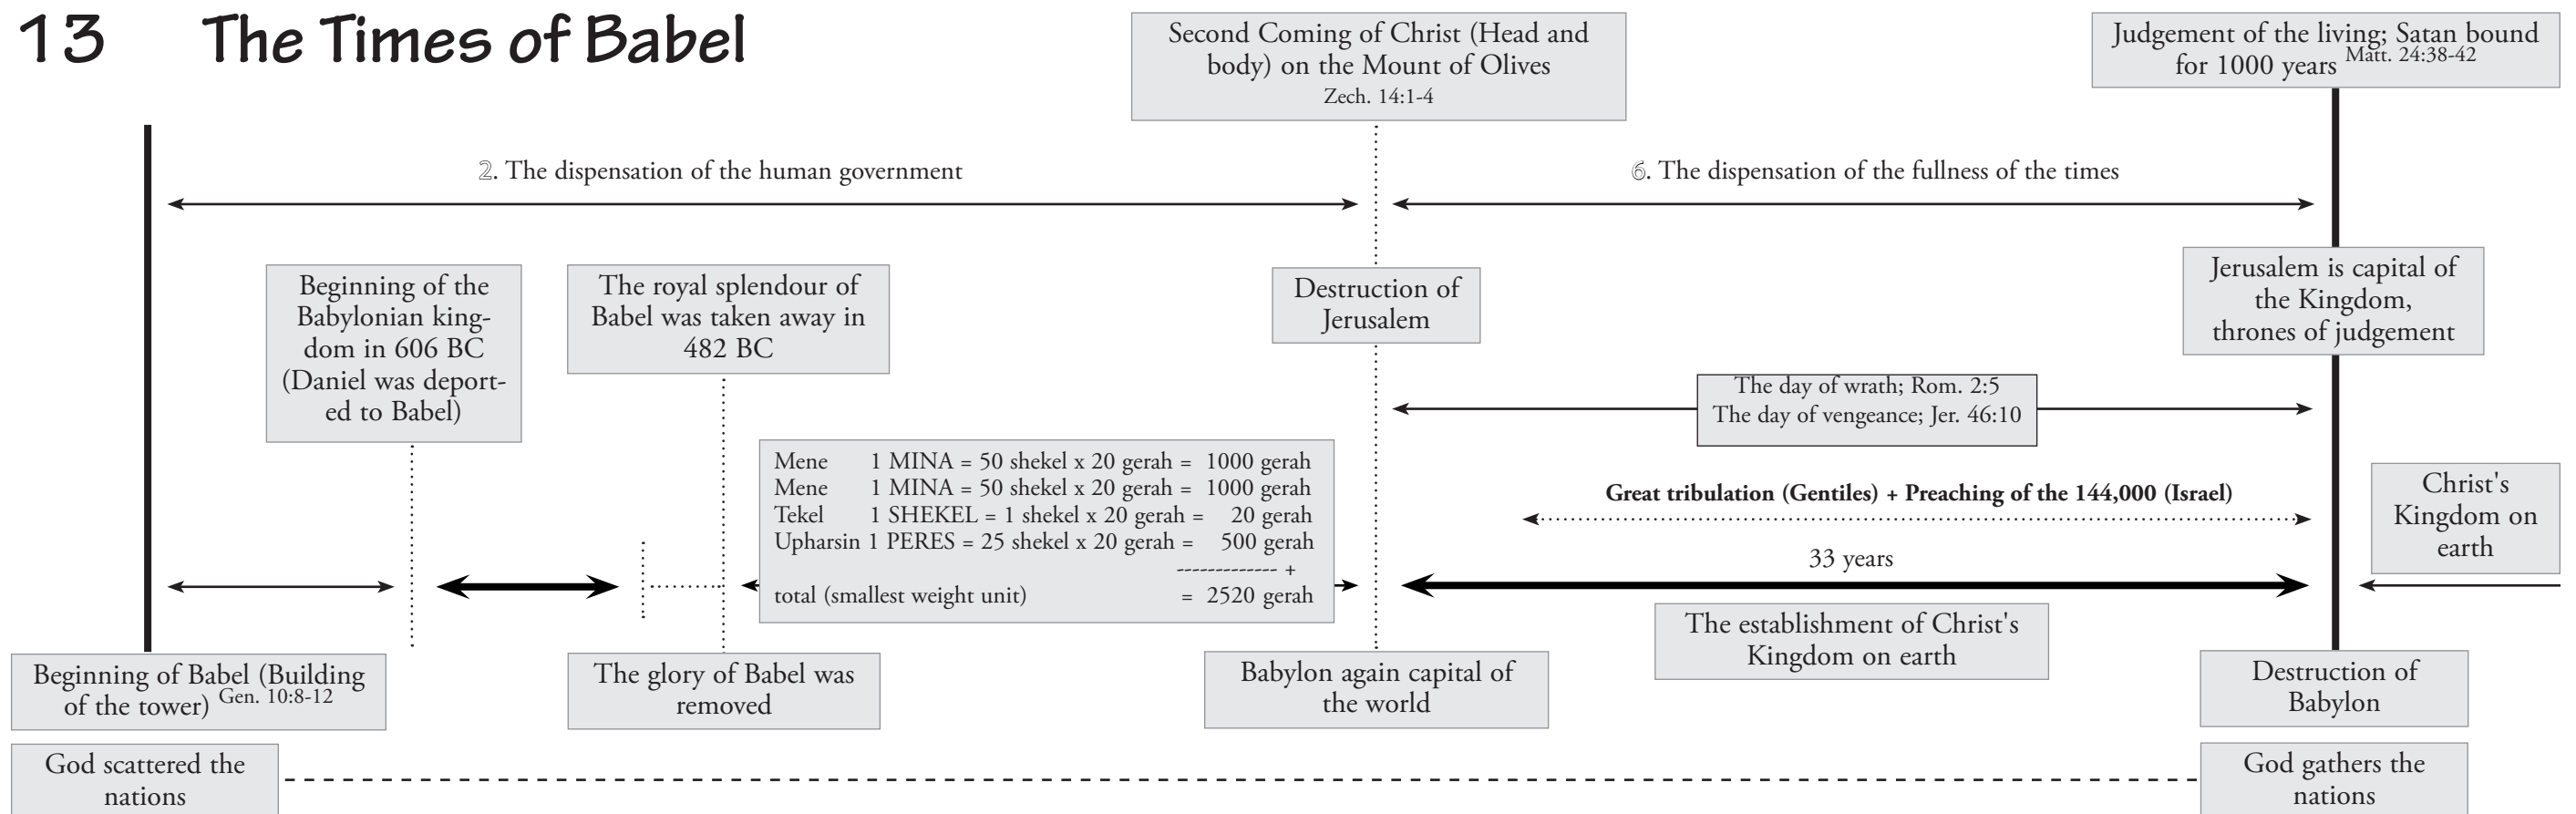 13 The Times of Babel
Second Coming of Christ (Head and
body) on the Mount of Olives
Zech. 14:1-4
Judgement of the living; Satan bound
for 1000 years Matt. 24:38-42
2. The dispensation of the human government
6. The dispensation of the fullness of the times
Beginning of the
Babylonian king-
dom in 606 BC
(Daniel was deport-
ed to Babel)
The royal splendour of
Babel was taken away in
482 BC
Destruction of
Jerusalem
Jerusalem is capital of
the Kingdom,
thrones of judgement
The day of wrath; Rom. 2:5
The day of vengeance; Jer. 46:10
Mene 1 MINA = 50 shekel x 20 gerah = 1000 gerah
Mene 1 MINA = 50 shekel x 20 gerah = 1000 gerah
Tekel 1 SHEKEL = 1 shekel x 20 gerah = 20 gerah
Upharsin 1 PERES = 25 shekel x 20 gerah = 500 gerah
------------- +
total (smallest weight unit) = 2520 gerah
Great tribulation (Gentiles) + Preaching of the 144,000 (Israel)
33 years
Christ's
Kingdom on
earth
The establishment of Christ's
Kingdom on earth
Beginning of Babel (Building
of the tower) Gen. 10:8-12
The glory of Babel was
removed
Babylon again capital of
the world
Destruction of
Babylon
God scattered the
nations
God gathers the
nations